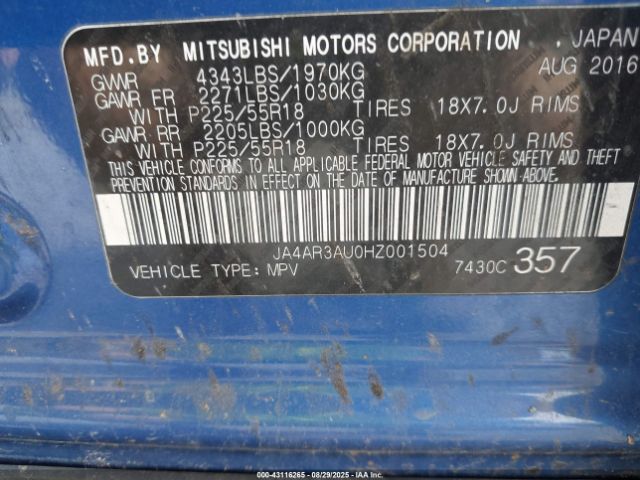 MFD.BY MITSUBISHI MOTORS CORPORATION JAPAN
GVWR 4343LBS/1970KG AUG 2016
GAWR FR 2271LBS/1030KG
WITH P225/55R18 TIRES 18X7.0J RIMS
GAWR RR 2205LBS/1000KG
WITH P225/55R18 TIRES 18X7.0J RIMS
THIS VEHICLE CONFORMS TO ALL APPLICABLE FEDERAL MOTOR VEHICLE SAFETY AND THEFT
PREVENTION STANDARDS IN EFFECT ON THE DATE OF MANUFACTURE SHOWN ABOVE.
JA4AR3AU0HZ001504
VEHICLE TYPE: MPV 7430C 357
000-43116265 08/29/2025 - IAAI.com